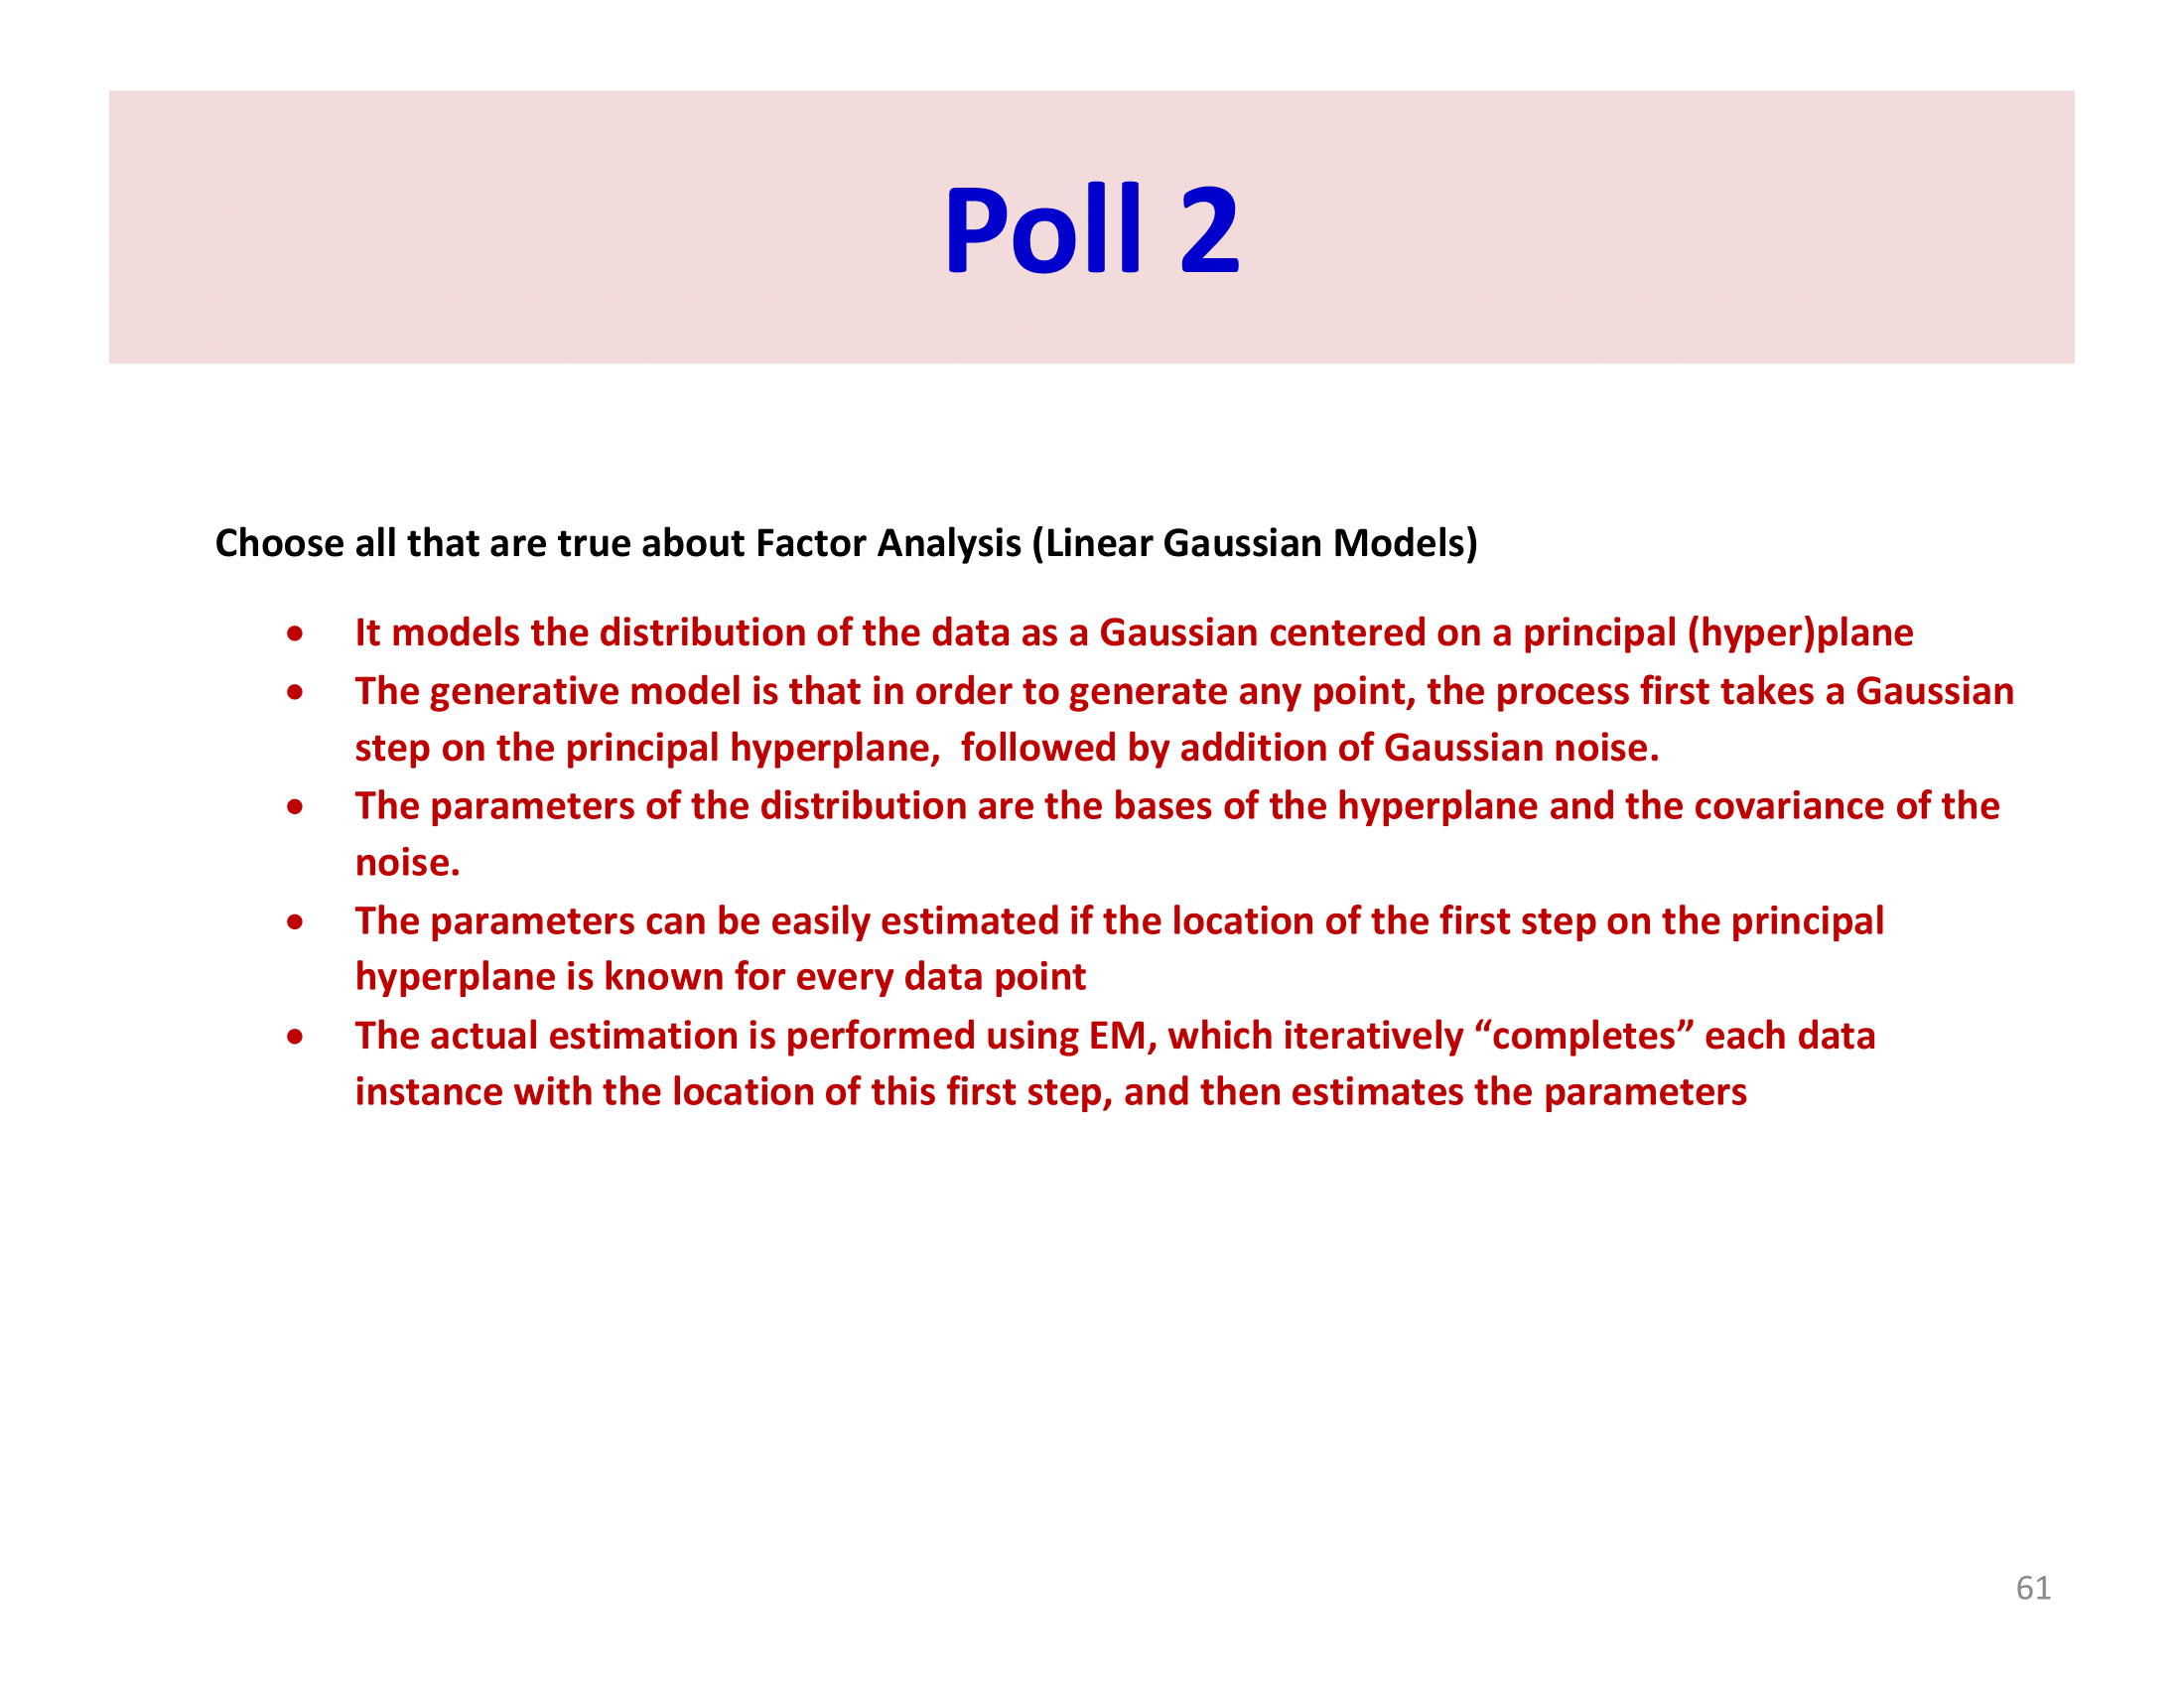 Poll 2
Choose all that are true about Factor Analysis (Linear Gaussian Models)
• It models the distribution of the data as a Gaussian centered on a principal (hyper)plane
• The generative model is that in order to generate any point, the process first takes a Gaussian
step on the principal hyperplane,  followed by addition of Gaussian noise.
• The parameters of the distribution are the bases of the hyperplane and the covariance of the
noise.
• The parameters can be easily estimated if the location of the first step on the principal
hyperplane is known for every data point
• The actual estimation is performed using EM, which iteratively “completes” each data
instance with the location of this first step, and then estimates the parameters
61